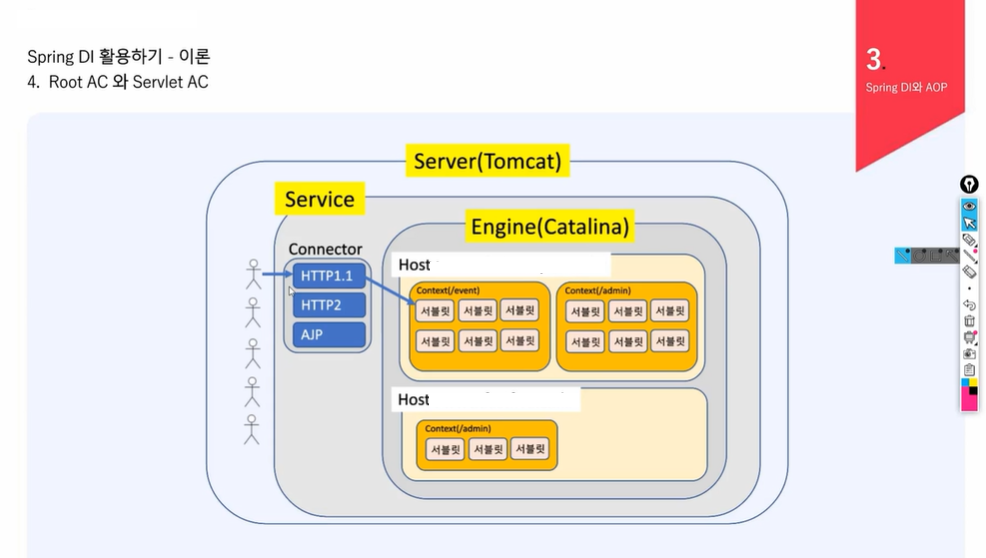 Spring DI 활용하기 - 이론
4. Root AC 와 Servlet AC
3.
Spring DI와 AOP
Server(Tomcat)
Service
Engine(Catalina)
Connector
HTTP1.1
HTTP2
AJP
Host
Context(/event)
서블릿 서블릿 서블릿
서블릿 서블릿 서블릿
Context(/admin)
서블릿 서블릿 서블릿
서블릿 서블릿 서블릿
Host
Context(/admin)
서블릿 서블릿 서블릿